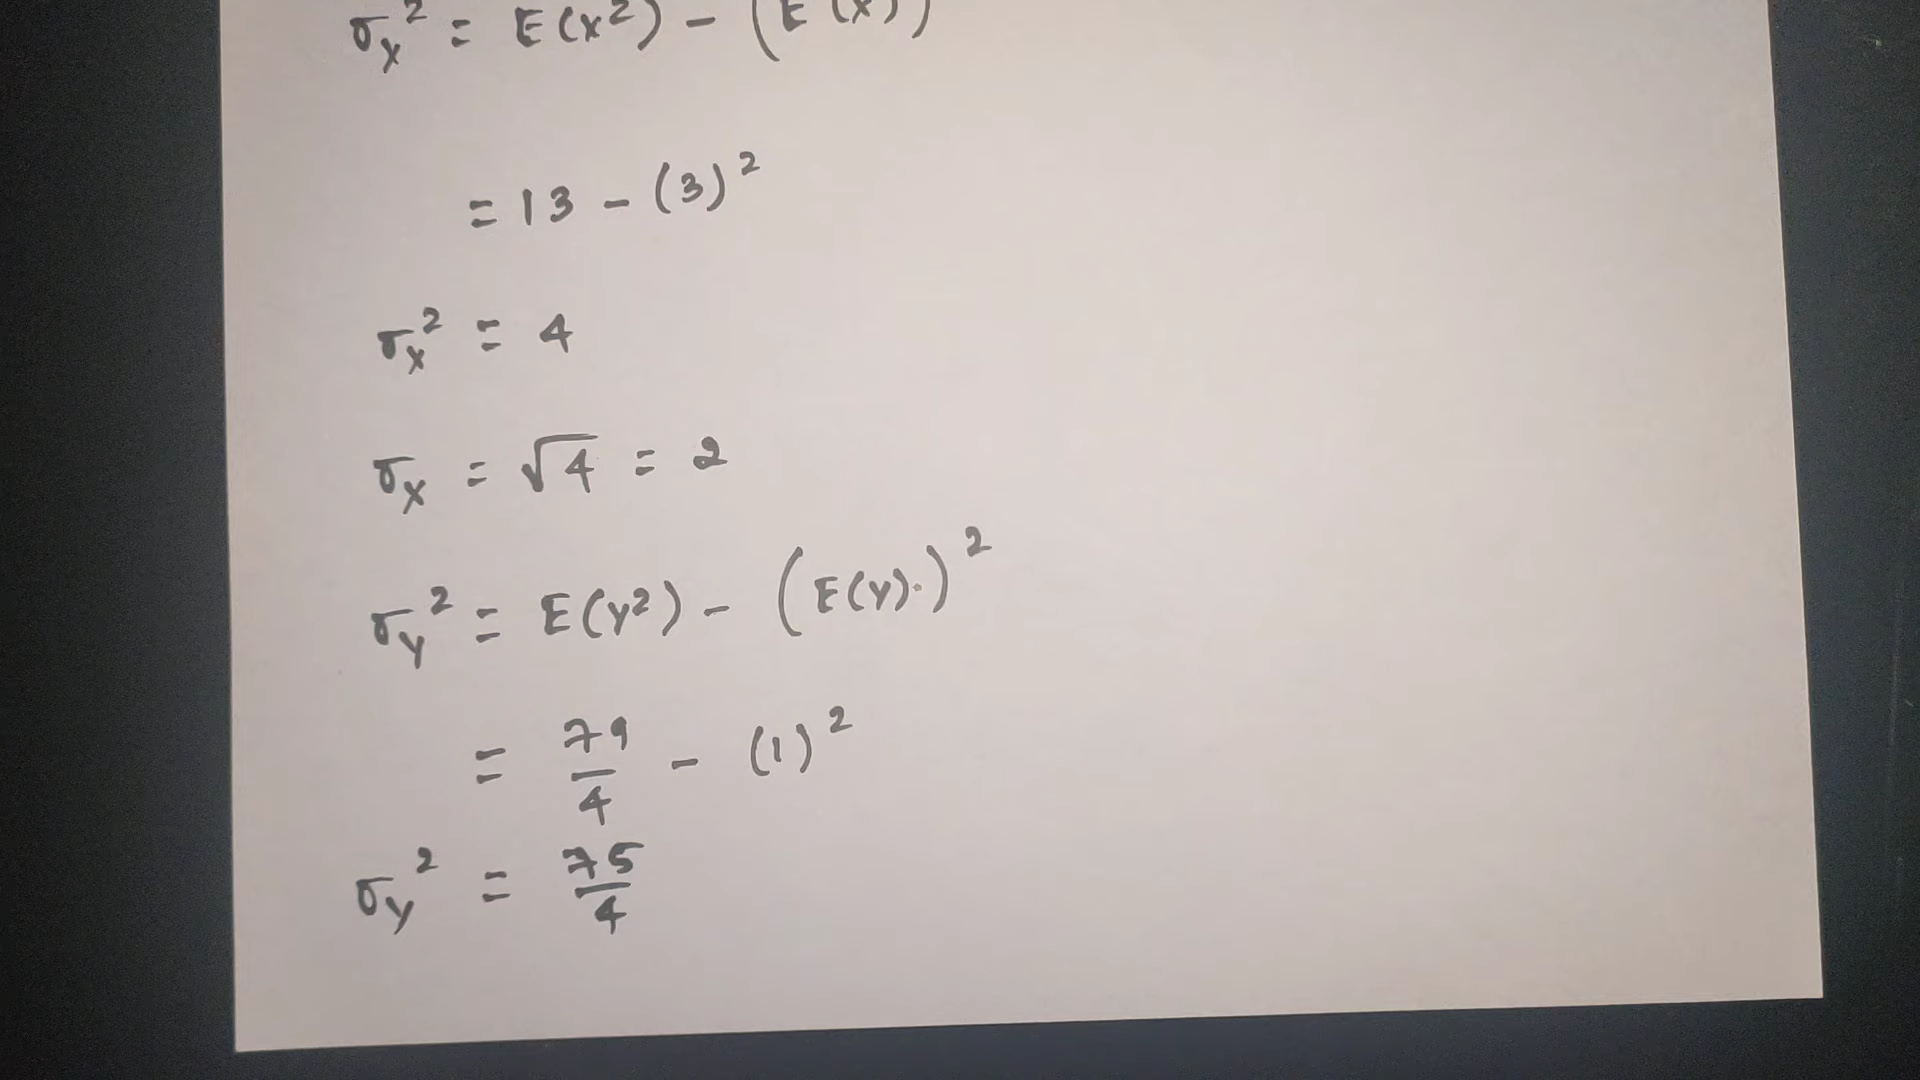 σx² = E(x²) - (E(x))
= 13 - (3)²
σx² = 4
σx = √4 = 2
σy² = E(y²) - (E(y).)²
= 79/4 - (1)²
σy² = 75/4